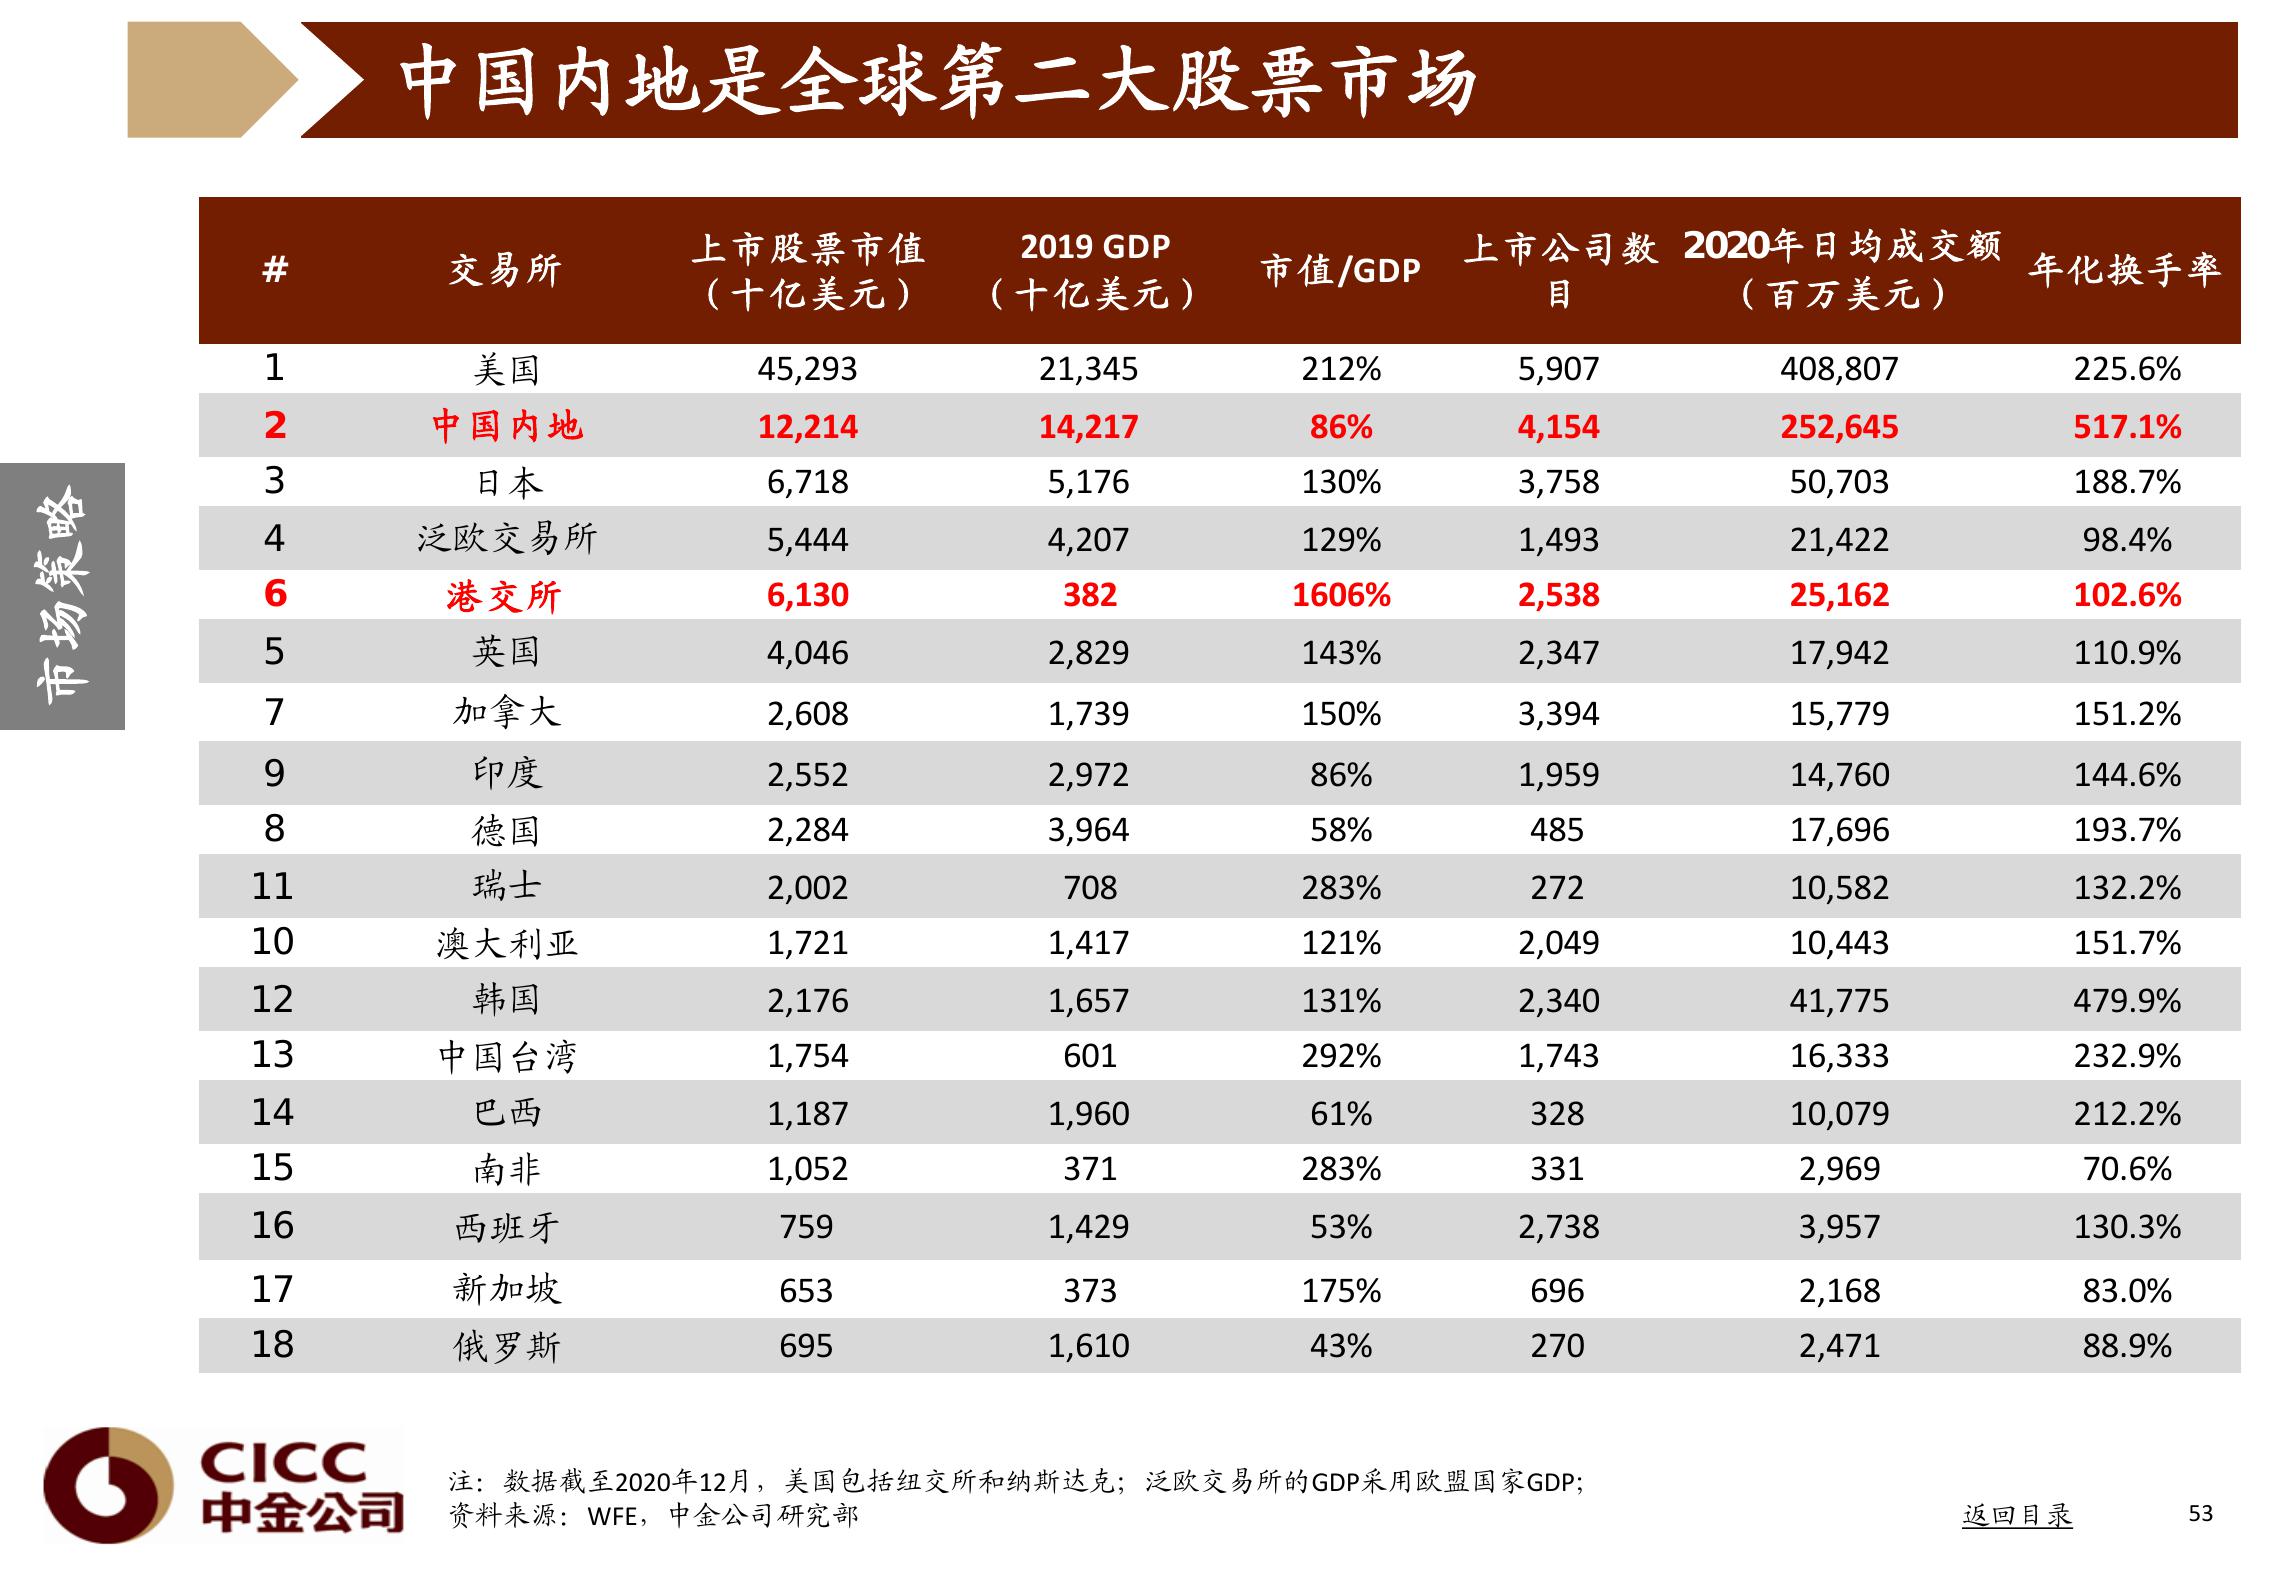 中国内地是全球第二大股票市场
市场策略
# 交易所 上市股票市值（十亿美元） 2019 GDP（十亿美元） 市值/GDP 上市公司数目 2020年日均成交额（百万美元） 年化换手率
1 美国 45,293 21,345 212% 5,907 408,807 225.6%
2 中国内地 12,214 14,217 86% 4,154 252,645 517.1%
3 日本 6,718 5,176 130% 3,758 50,703 188.7%
4 泛欧交易所 5,444 4,207 129% 1,493 21,422 98.4%
6 港交所 6,130 382 1606% 2,538 25,162 102.6%
5 英国 4,046 2,829 143% 2,347 17,942 110.9%
7 加拿大 2,608 1,739 150% 3,394 15,779 151.2%
9 印度 2,552 2,972 86% 1,959 14,760 144.6%
8 德国 2,284 3,964 58% 485 17,696 193.7%
11 瑞士 2,002 708 283% 272 10,582 132.2%
10 澳大利亚 1,721 1,417 121% 2,049 10,443 151.7%
12 韩国 2,176 1,657 131% 2,340 41,775 479.9%
13 中国台湾 1,754 601 292% 1,743 16,333 232.9%
14 巴西 1,187 1,960 61% 328 10,079 212.2%
15 南非 1,052 371 283% 331 2,969 70.6%
16 西班牙 759 1,429 53% 2,738 3,957 130.3%
17 新加坡 653 373 175% 696 2,168 83.0%
18 俄罗斯 695 1,610 43% 270 2,471 88.9%
CICC
中金公司
注：数据截至2020年12月，美国包括纽交所和纳斯达克；泛欧交易所的GDP采用欧盟国家GDP;
资料来源：WFE，中金公司研究部
返回目录
53